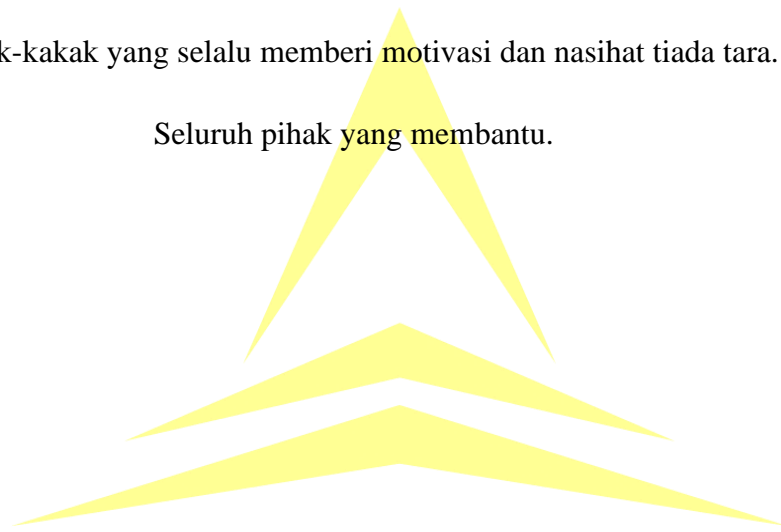 k-kakak yang selalu memberi motivasi dan nasihat tiada tara.
Seluruh pihak yang membantu.